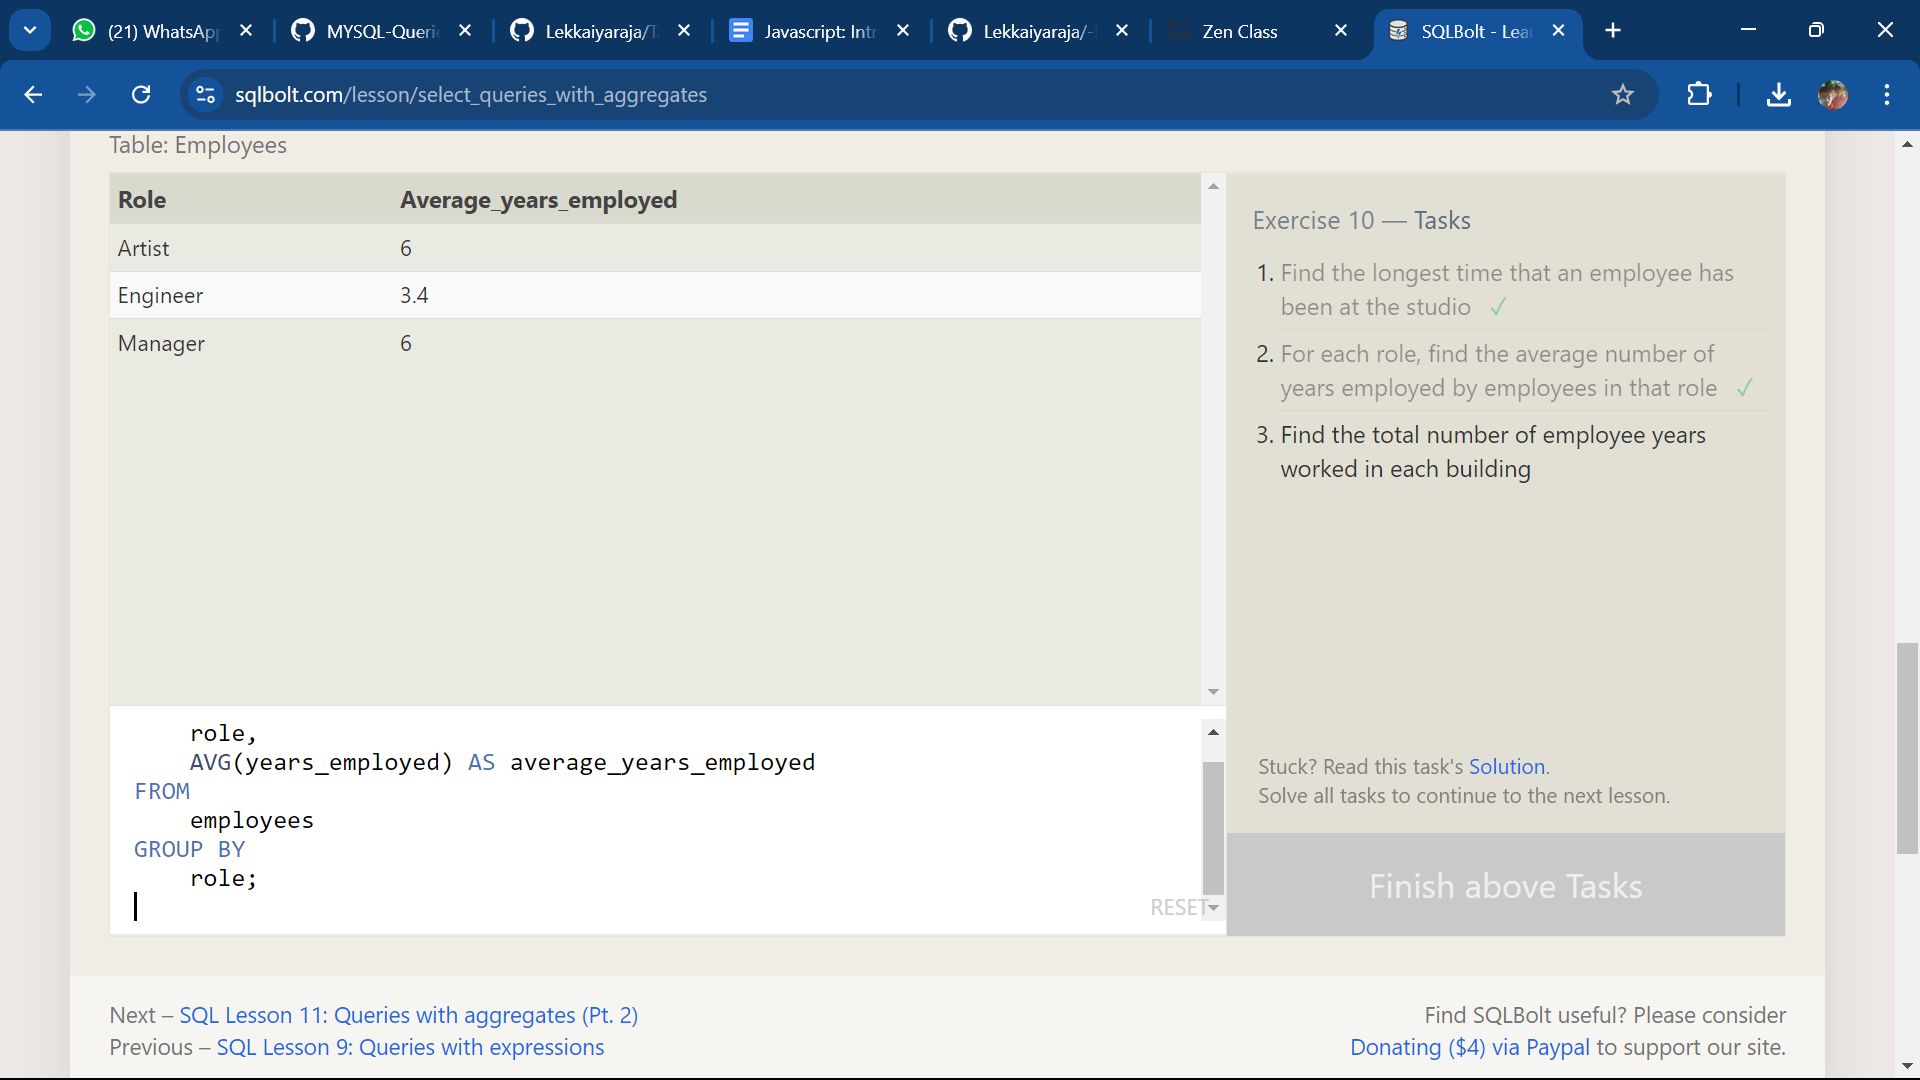 (21) WhatsApp
MYSQL-Queri
Lekkaiyaraja/T
Javascript: Intr
Lekkaiyaraja/-
Zen Class
SQLBolt - Lear
sqlbolt.com/lesson/select_queries_with_aggregates
Table: Employees
Role Average_years_employed
Artist 6
Engineer 3.4
Manager 6
Exercise 10 — Tasks
1. Find the longest time that an employee has
been at the studio ✓
2. For each role, find the average number of
years employed by employees in that role ✓
3. Find the total number of employee years
worked in each building
role,
AVG(years_employed) AS average_years_employed
FROM
employees
GROUP BY
role;
RESET
Stuck? Read this task's Solution.
Solve all tasks to continue to the next lesson.
Finish above Tasks
Next – SQL Lesson 11: Queries with aggregates (Pt. 2)
Previous – SQL Lesson 9: Queries with expressions
Find SQLBolt useful? Please consider
Donating ($4) via Paypal to support our site.